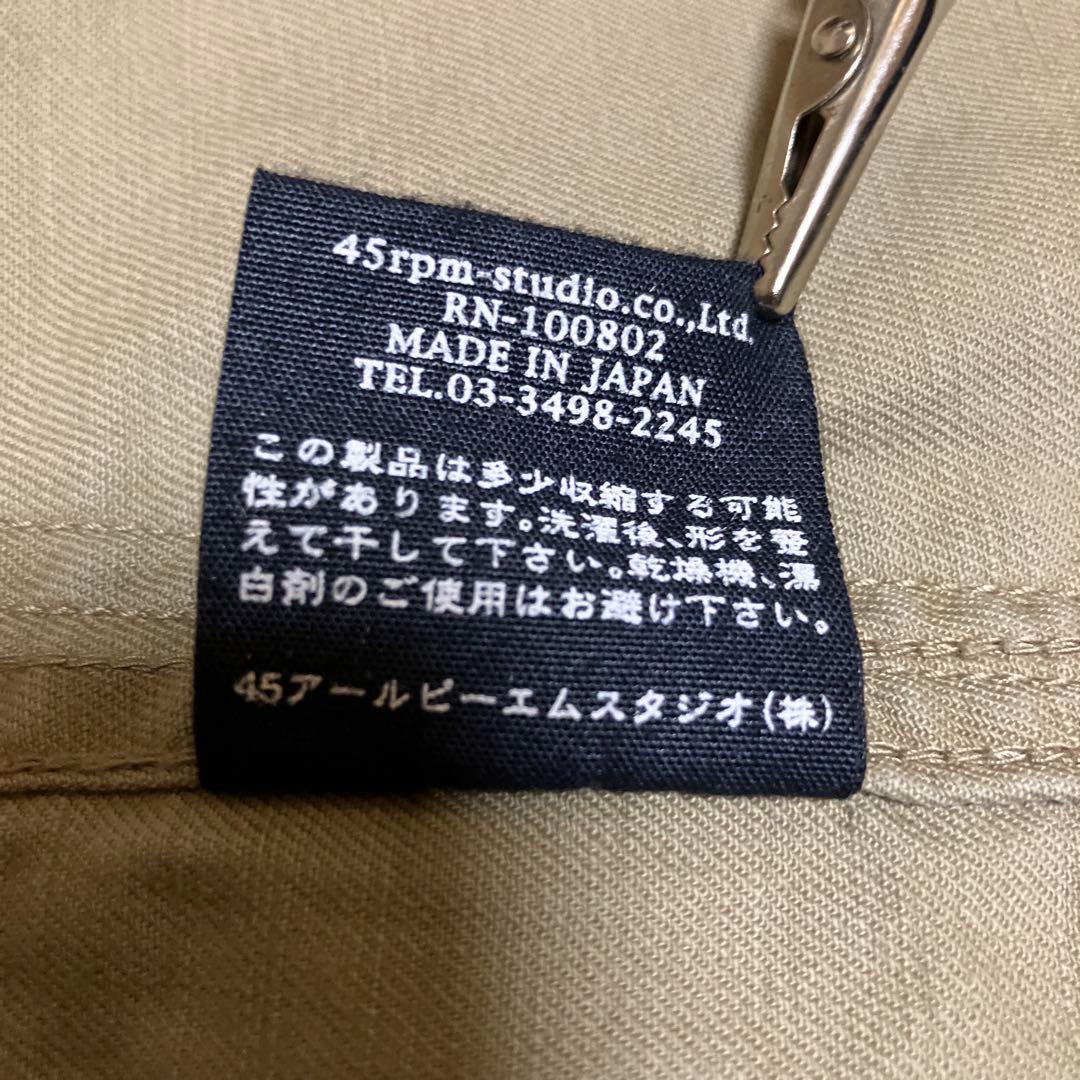 45rpm-studio.co.,Ltd.
RN-100802
MADE IN JAPAN
TEL.03-3498-2245
この製品は多少収縮する可能
性があります。洗濯後、形を整
えて干して下さい。乾燥機、漂
白剤のご使用はお避け下さい。
45アールピーエムスタジオ(株)